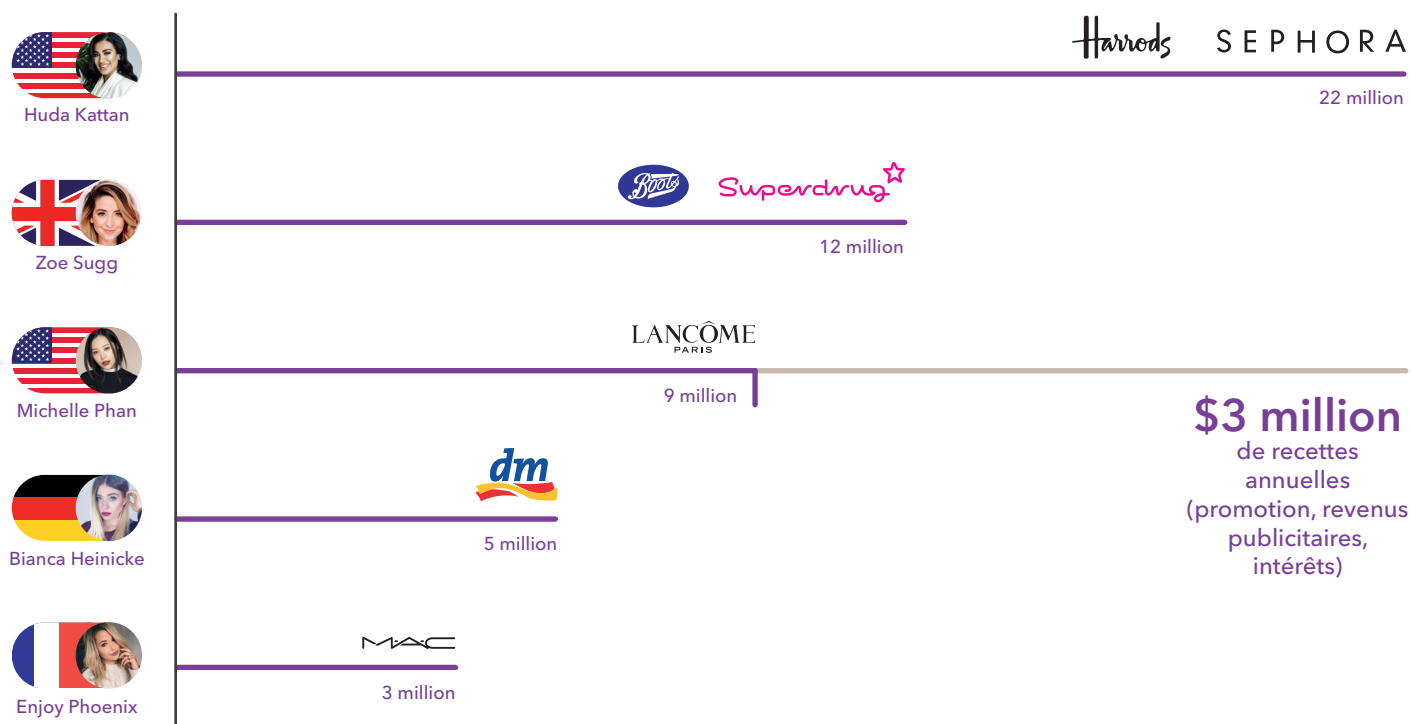 Harrods SEPHORA
Huda Kattan
22 million
Boots Superdrug
Zoe Sugg
12 million
LANCÔME
PARIS
Michelle Phan
9 million
$3 million
de recettes
annuelles
(promotion, revenus
publicitaires,
intérêts)
dm
Bianca Heinicke
5 million
M·A·C
Enjoy Phoenix
3 million